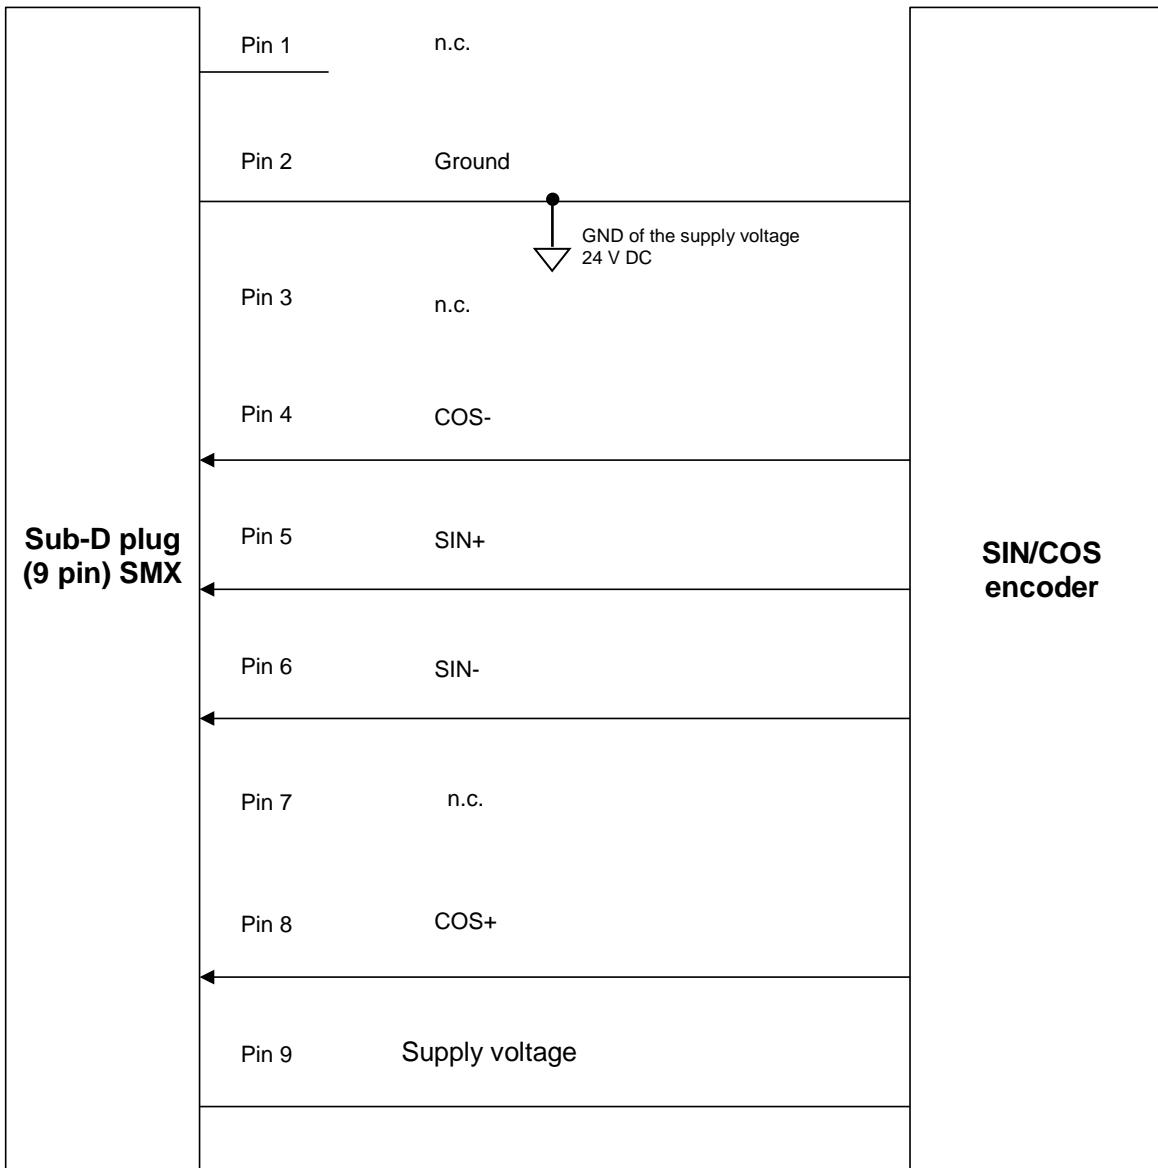 Pin 1
n.c.
Pin 2
Ground
GND of the supply voltage
24 V DC
Pin 3
n.c.
Pin 4
COS-
Sub-D plug
(9 pin) SMX
Pin 5
SIN+
SIN/COS
encoder
Pin 6
SIN-
Pin 7
n.c.
Pin 8
COS+
Pin 9
Supply voltage